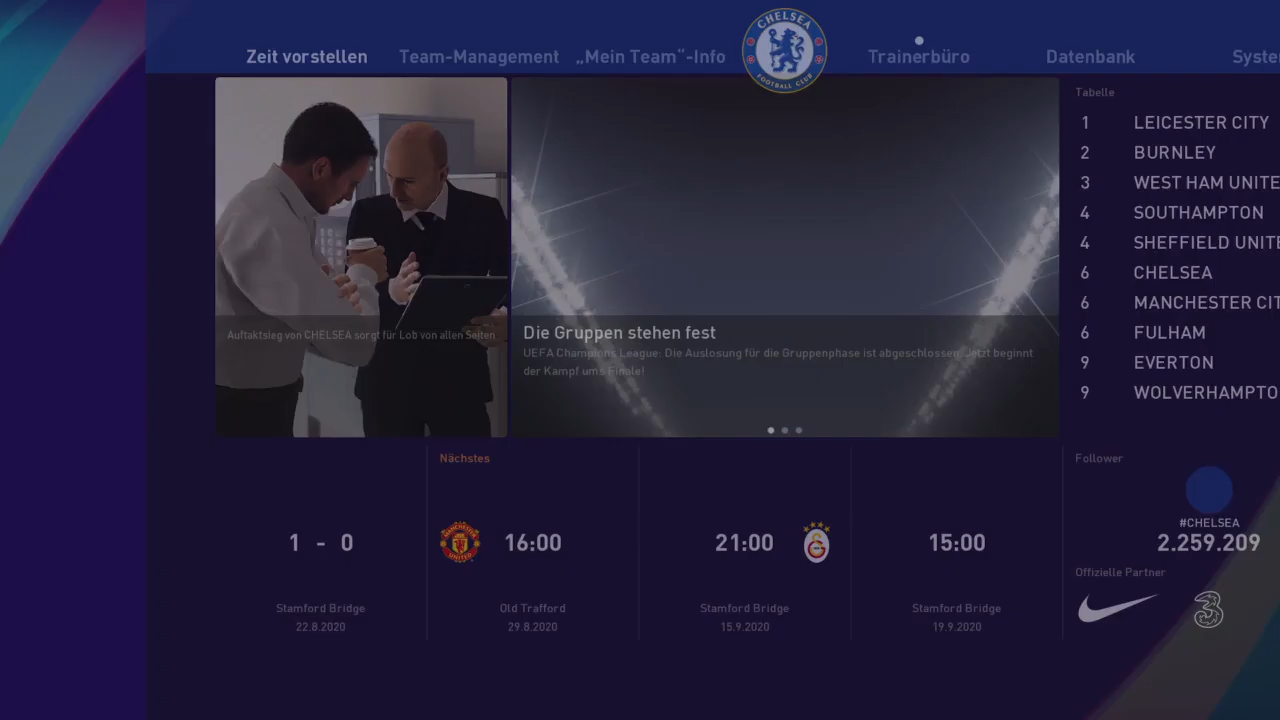 Zeit vorstellen
Team-Management
„Mein Team“-Info
CHELSEA
FOOTBALL CLUB
Trainerbüro
Datenbank
Syste
Auftaktsieg von CHELSEA sorgt für Lob von allen Seiten
Die Gruppen stehen fest
UEFA Champions League: Die Auslosung für die Gruppenphase ist abgeschlossen. Jetzt beginnt
der Kampf ums Finale!
Tabelle
1 LEICESTER CITY
2 BURNLEY
3 WEST HAM UNITE
4 SOUTHAMPTON
4 SHEFFIELD UNITE
6 CHELSEA
6 MANCHESTER CIT
6 FULHAM
9 EVERTON
9 WOLVERHAMPTO
1 - 0
Stamford Bridge
22.8.2020
Nächstes
MANCHESTER
UNITED
16:00
Old Trafford
29.8.2020
21:00
Stamford Bridge
15.9.2020
15:00
Stamford Bridge
19.9.2020
Follower
#CHELSEA
2.259.209
Offizielle Partner
3